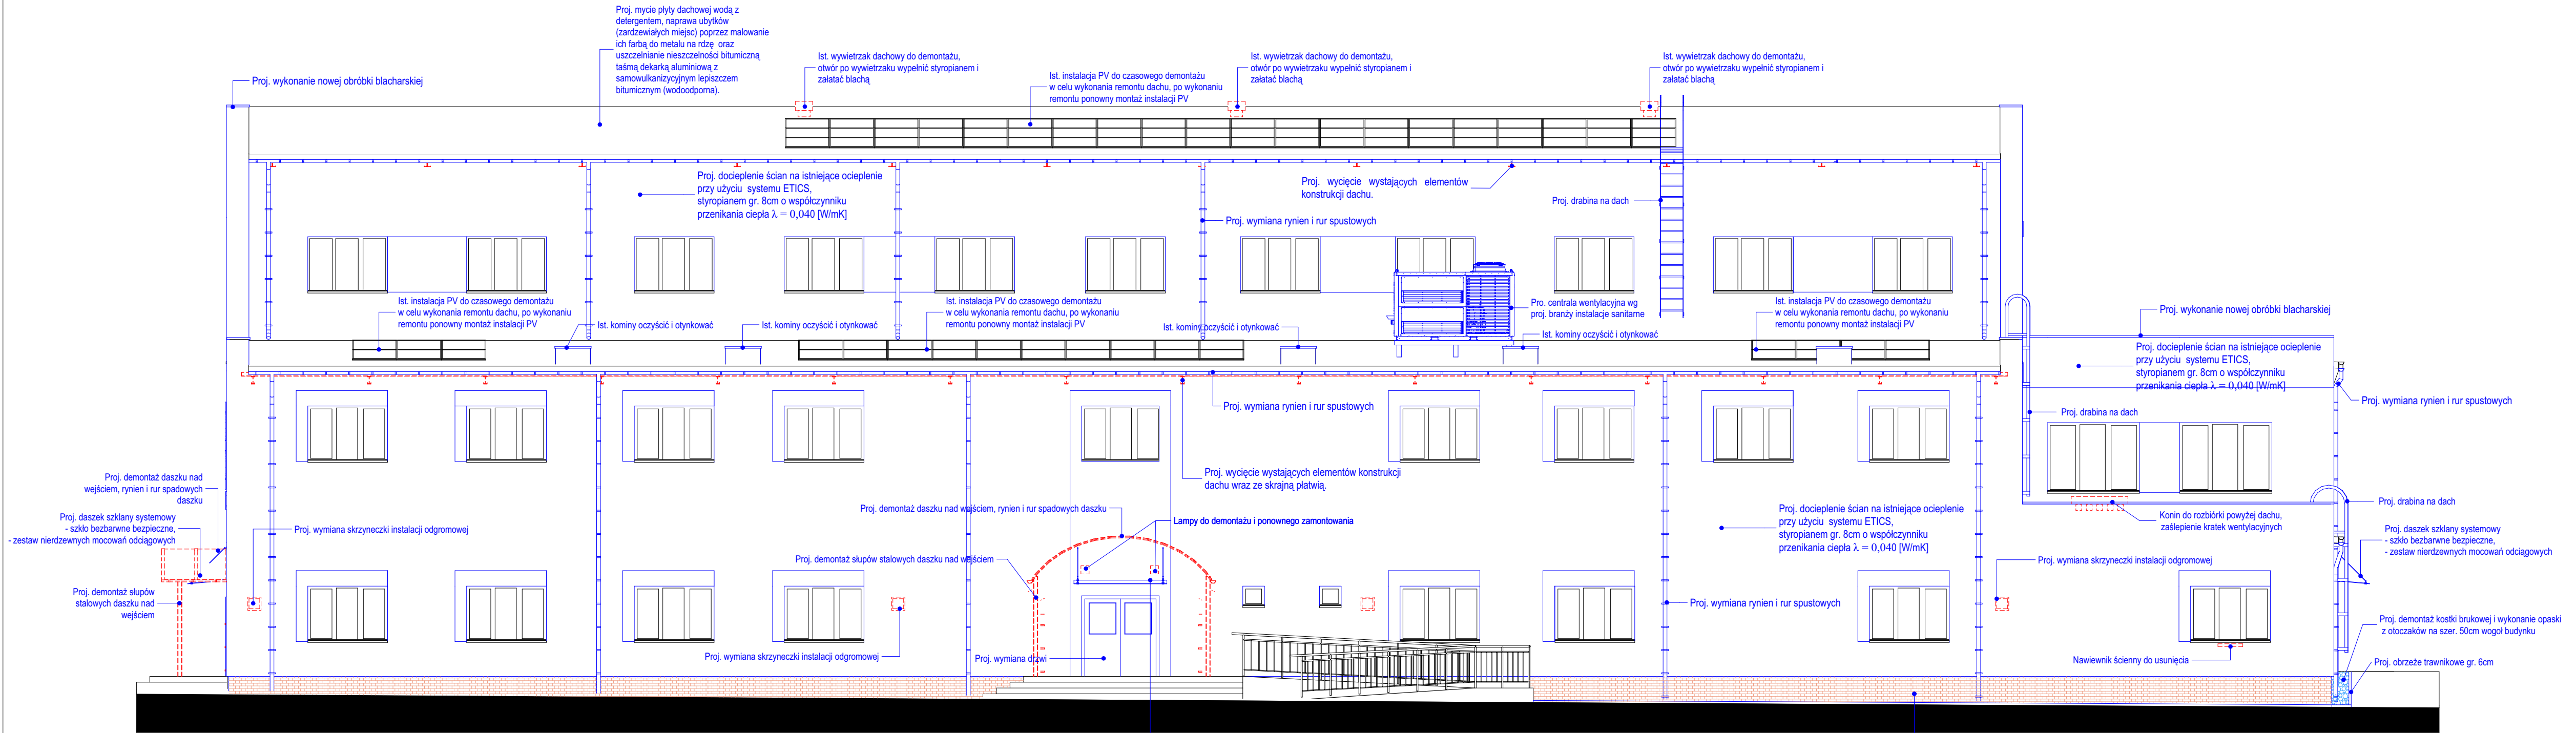 Proj. mycie płyty dachowej wodą z
detergentem, naprawa ubytków
(zardzewiałych miejsc) poprzez malowanie
ich farbą do metalu na rdzę oraz
uszczelnianie nieszczelności bitumiczną
taśmą dekarką aluminiową z
samowulkanizycyjnym lepiszczem
bitumicznym (wodoodporna).
Proj. wykonanie nowej obróbki blacharskiej
Ist. wywietrzak dachowy do demontażu,
otwór po wywietrzaku wypełnić styropianem i
załatać blachą
Ist. instalacja PV do czasowego demontażu
w celu wykonania remontu dachu, po wykonaniu
remontu ponowny montaż instalacji PV
Ist. wywietrzak dachowy do demontażu,
otwór po wywietrzaku wypełnić styropianem i
załatać blachą
Ist. wywietrzak dachowy do demontażu,
otwór po wywietrzaku wypełnić styropianem i
załatać blachą
Proj. docieplenie ścian na istniejące ocieplenie
przy użyciu systemu ETICS,
styropianem gr. 8cm o współczynniku
przenikania ciepła λ = 0,040 [W/mK]
Proj. wycięcie wystających elementów
konstrukcji dachu.
Proj. drabina na dach
Proj. wymiana rynien i rur spustowych
Ist. instalacja PV do czasowego demontażu
w celu wykonania remontu dachu, po wykonaniu
remontu ponowny montaż instalacji PV
Ist. kominy oczyścić i otynkować
Ist. kominy oczyścić i otynkować
Ist. instalacja PV do czasowego demontażu
w celu wykonania remontu dachu, po wykonaniu
remontu ponowny montaż instalacji PV
Ist. kominy oczyścić i otynkować
Pro. centrala wentylacyjna wg
proj. branży instalacje sanitarne
Ist. kominy oczyścić i otynkować
Ist. instalacja PV do czasowego demontażu
w celu wykonania remontu dachu, po wykonaniu
remontu ponowny montaż instalacji PV
Proj. wykonanie nowej obróbki blacharskiej
Proj. docieplenie ścian na istniejące ocieplenie
przy użyciu systemu ETICS,
styropianem gr. 8cm o współczynniku
przenikania ciepła λ = 0,040 [W/mK]
Proj. wymiana rynien i rur spustowych
Proj. drabina na dach
Proj. wymiana rynien i rur spustowych
Proj. wycięcie wystających elementów konstrukcji
dachu wraz ze skrajną płatwią.
Proj. demontaż daszku nad
wejściem, rynien i rur spadowych
daszku
Proj. daszek szklany systemowy
- szkło bezbarwne bezpieczne,
- zestaw nierdzewnych mocowań odciągowych
Proj. wymiana skrzyneczki instalacji odgromowej
Proj. demontaż słupów
stalowych daszku nad
wejściem
Proj. demontaż daszku nad wejściem, rynien i rur spadowych daszku
Lampy do demontażu i ponownego zamontowania
Proj. demontaż słupów stalowych daszku nad wejściem
Proj. docieplenie ścian na istniejące ocieplenie
przy użyciu systemu ETICS,
styropianem gr. 8cm o współczynniku
przenikania ciepła λ = 0,040 [W/mK]
Proj. drabina na dach
Konin do rozbiórki powyżej dachu,
zaślepienie kratek wentylacyjnych
Proj. daszek szklany systemowy
- szkło bezbarwne bezpieczne,
- zestaw nierdzewnych mocowań odciągowych
Proj. wymiana skrzyneczki instalacji odgromowej
Proj. wymiana rynien i rur spustowych
Proj. demontaż kostki brukowej i wykonanie opaski
z otoczaków na szer. 50cm wogoł budynku
Proj. wymiana skrzyneczki instalacji odgromowej
Proj. wymiana drzwi
Nawiewnik ścienny do usunięcia
Proj. obrzeże trawnikowe gr. 6cm